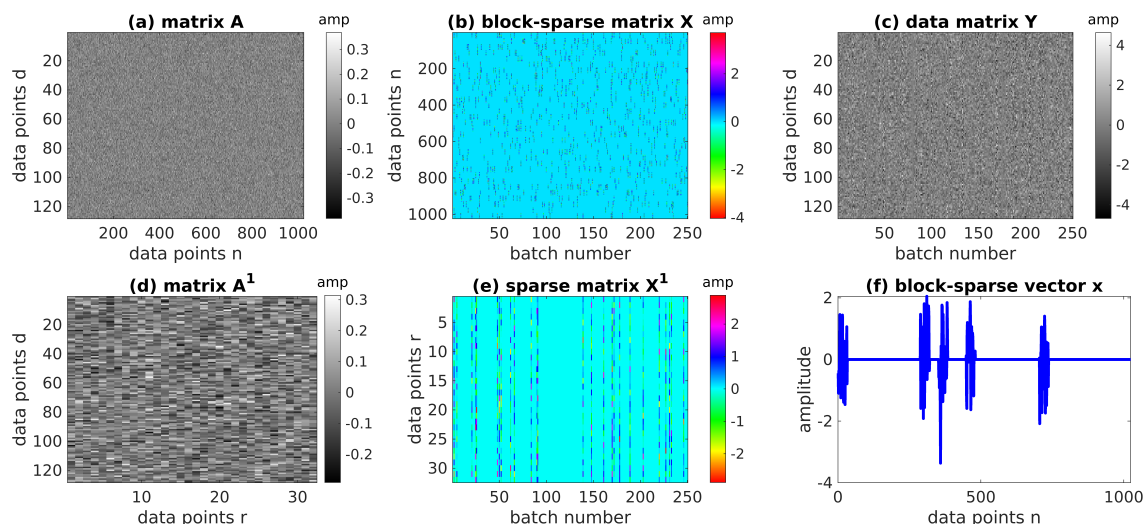 (a) matrix A
amp
20
40
60
80
100
120
200 400 600 800 1000
0.3
0.2
0.1
0
-0.1
-0.2
-0.3
data points d
data points n
(b) block-sparse matrix X
amp
200
400
600
800
1000
50 100 150 200 250
2
0
-2
-4
data points n
batch number
(c) data matrix Y
amp
20
40
60
80
100
120
50 100 150 200 250
4
2
0
-2
-4
data points d
batch number
(d) matrix A¹
amp
20
40
60
80
100
120
10 20 30
0.3
0.2
0.1
0
-0.1
-0.2
data points d
data points r
(e) sparse matrix X¹
amp
5
10
15
20
25
30
50 100 150 200 250
2
1
0
-1
-2
data points r
batch number
(f) block-sparse vector x
2
0
-2
-4
0 500 1000
amplitude
data points n